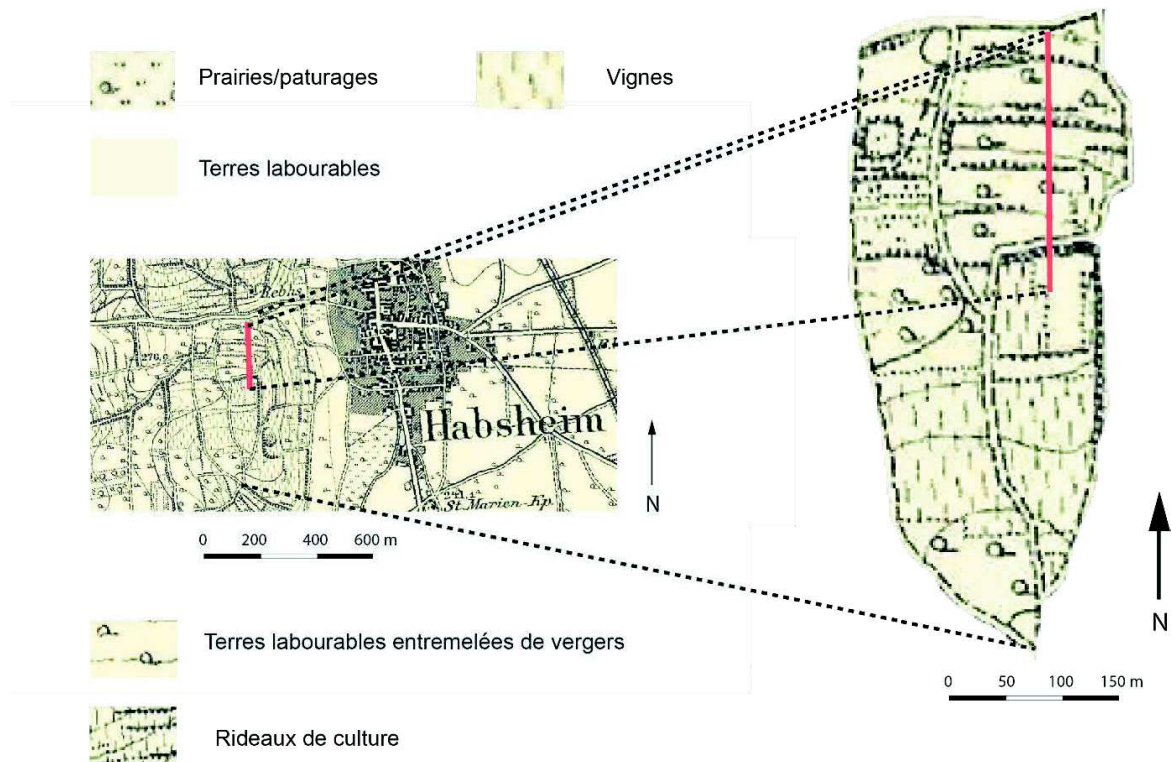 Prairies/paturages
Vignes
Terres labourables
276,6
Habsheim
St. Marien-Kp.
N
0 200 400 600 m
N
0 50 100 150 m
Terres labourables entremelées de vergers
Rideaux de culture